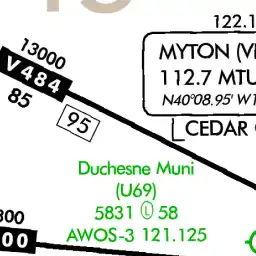 122.1
13000
V484
85
95
MYTON (V
112.7 MTU
N40°08.95' W1
CEDAR
Duchesne Muni
(U69)
5831 Ⓛ 58
AWOS-3 121.125
300
00